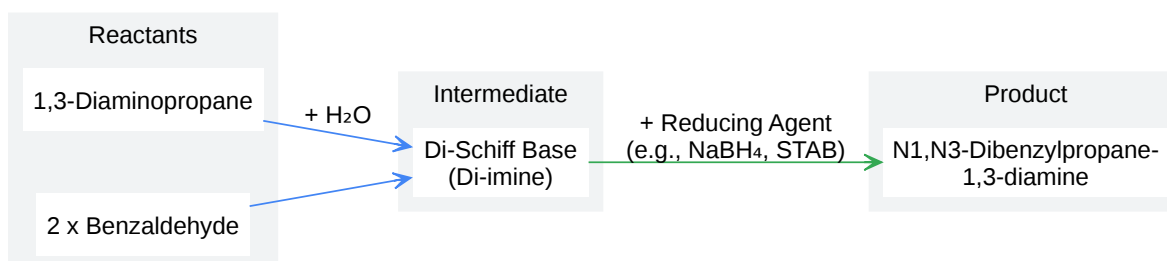 Reactants
1,3-Diaminopropane
2 x Benzaldehyde
+ H₂O
Intermediate
Di-Schiff Base
(Di-imine)
+ Reducing Agent
(e.g., NaBH₄, STAB)
Product
N1,N3-Dibenzylpropane-
1,3-diamine